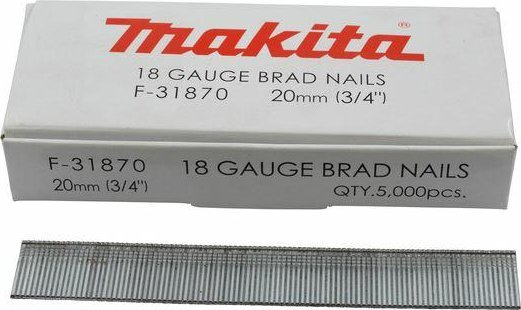 makita®
18 GAUGE BRAD NAILS
F-31870 20mm (3/4")
F-31870 18 GAUGE BRAD NAILS
20mm (3/4") QTY.5,000pcs.